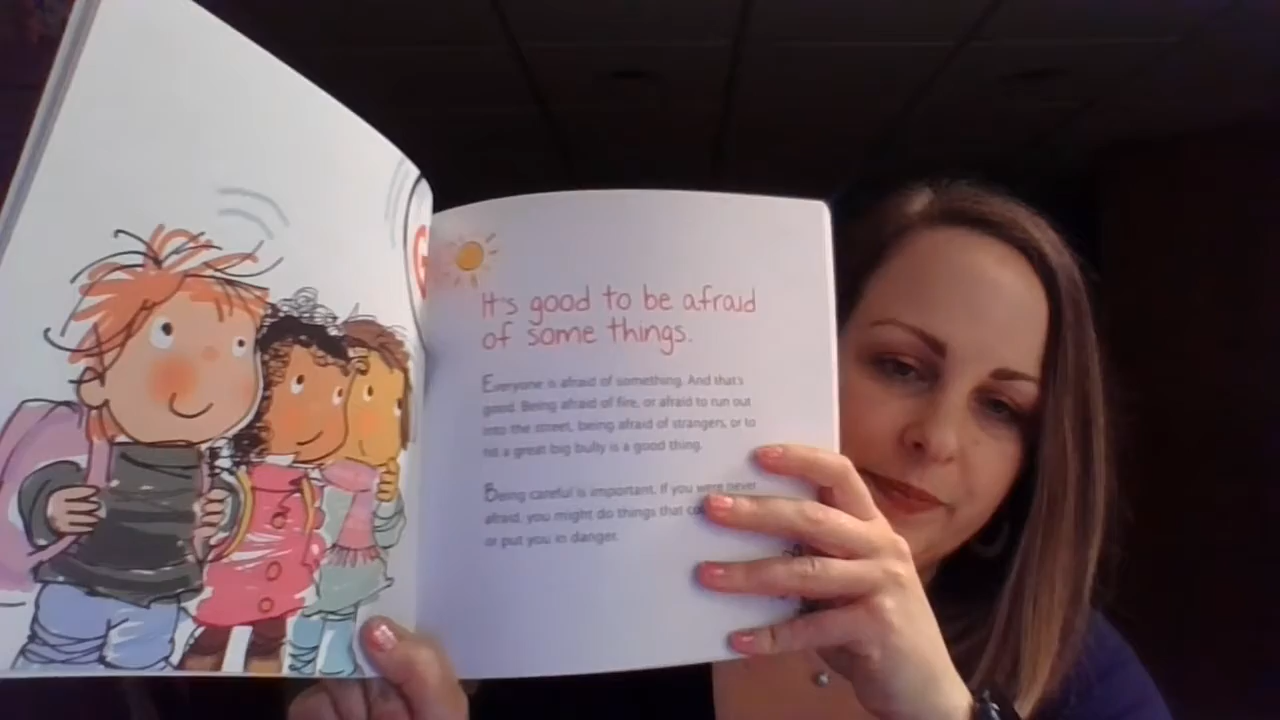 It's good to be afraid
of some things.
Everyone is afraid of something. And that's
good. Being afraid of fire, or afraid to run out
into the street, being afraid of strangers, or to
hit a great big bully is a good thing.
Being careful is important. If you were never
afraid, you might do things that
or put you in danger.